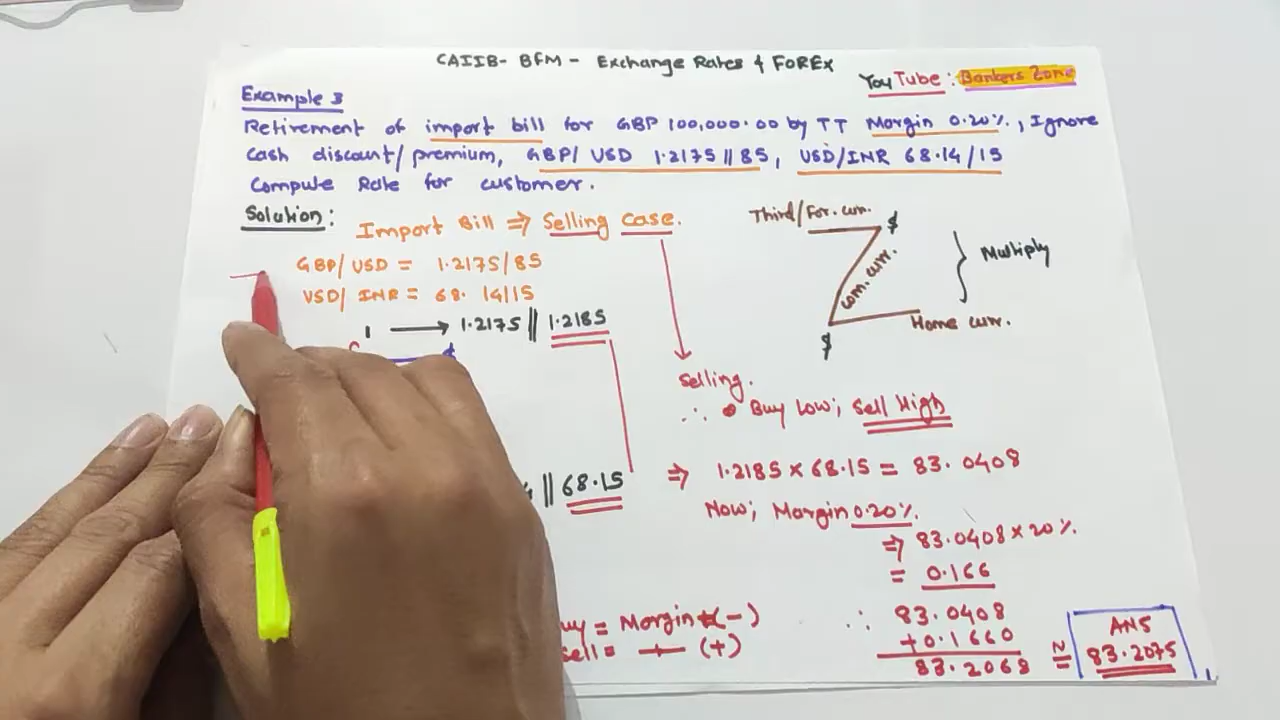 CAIIB- BFM - Exchange Rates & FOREX
YouTube: Bankers Zone
Example 3
Retirement of import bill for GBP 100,000.00 by TT Margin 0.20%, Ignore
Cash discount/premium, GBP/USD 1.2175||85, USD/INR 68.14/15
Compute Rate for customer.
Solution:
Import Bill ⇒ Selling Case.
GBP/USD = 1.2175/85
USD/INR = 68.14/15
1 → 1.2175 || 1.2185
|| 68.15
Third/For. curr. $
Com. curr.
$ Home curr.
} Multiply
Selling.
∴ Buy Low; Sell High
⇒ 1.2185 × 68.15 = 83.0408
Now; Margin 0.20%.
⇒ 83.0408 × 20%.
= 0.166
∴ 83.0408
+0.1660
83.2068 ≅
ANS
83.2075
uy = Margin (-)
sell = (+)